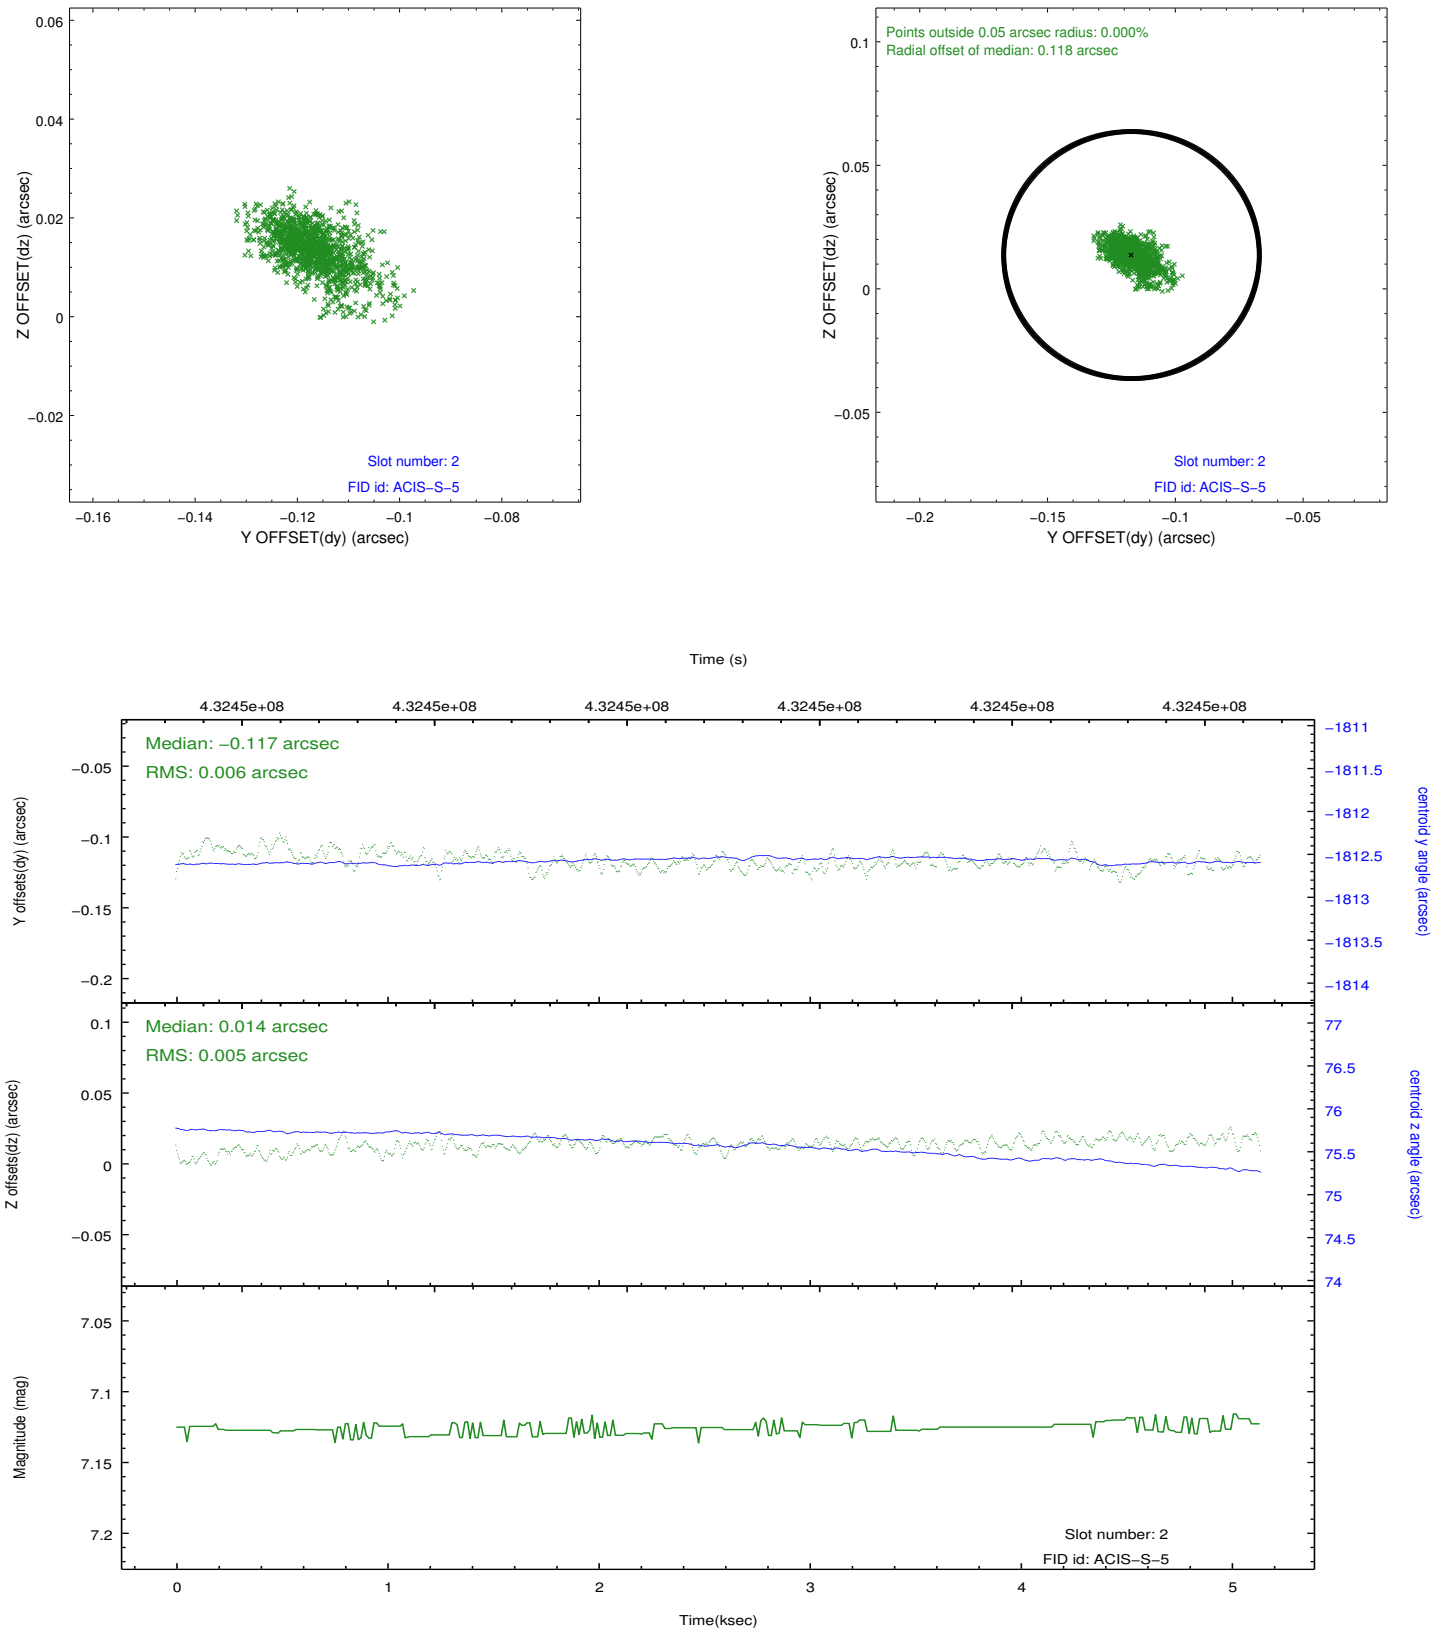 0.06
0.04
0.02
0
−0.02
Z OFFSET(dz) (arcsec)
Slot number: 2
FID id: ACIS−S−5
−0.16
−0.14
−0.12
−0.1
−0.08
Y OFFSET(dy) (arcsec)
Points outside 0.05 arcsec radius: 0.000%
Radial offset of median: 0.118 arcsec
0.1
0.05
0
−0.05
Z OFFSET(dz) (arcsec)
Slot number: 2
FID id: ACIS−S−5
−0.2
−0.15
−0.1
−0.05
Y OFFSET(dy) (arcsec)
Time (s)
4.3245e+08
4.3245e+08
4.3245e+08
4.3245e+08
4.3245e+08
4.3245e+08
Median: −0.117 arcsec
RMS: 0.006 arcsec
−0.05
−0.1
−0.15
−0.2
Y offsets(dy) (arcsec)
−1811
−1811.5
−1812
−1812.5
−1813
−1813.5
−1814
centroid y angle (arcsec)
Median: 0.014 arcsec
RMS: 0.005 arcsec
0.1
0.05
0
−0.05
Z offsets(dz) (arcsec)
77
76.5
76
75.5
75
74.5
74
centroid z angle (arcsec)
7.05
7.1
7.15
7.2
Magnitude (mag)
Slot number: 2
FID id: ACIS−S−5
0
1
2
3
4
5
Time(ksec)